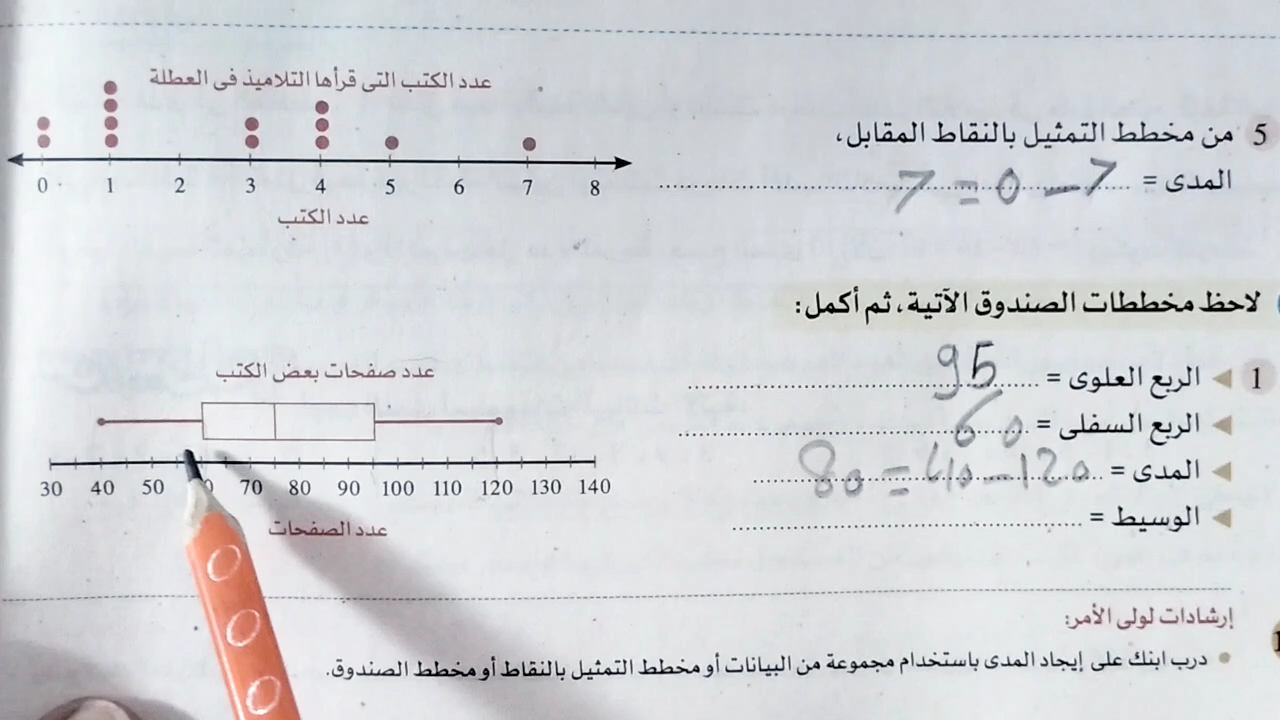 عدد الكتب التى قرأها التلاميذ فى العطلة
5 من مخطط التمثيل بالنقاط المقابل،
المدى = 7 – 0 = 7
0 1 2 3 4 5 6 7 8
عدد الكتب
لاحظ مخططات الصندوق الآتية، ثم أكمل:
1 ◀ الربع العلوى = 95
◀ الربع السفلى = 60
◀ المدى = 120 – 40 = 80
◀ الوسيط =
عدد صفحات بعض الكتب
30 40 50 60 70 80 90 100 110 120 130 140
عدد الصفحات
إرشادات لولى الأمر:
● درب ابنك على إيجاد المدى باستخدام مجموعة من البيانات أو مخطط التمثيل بالنقاط أو مخطط الصندوق.